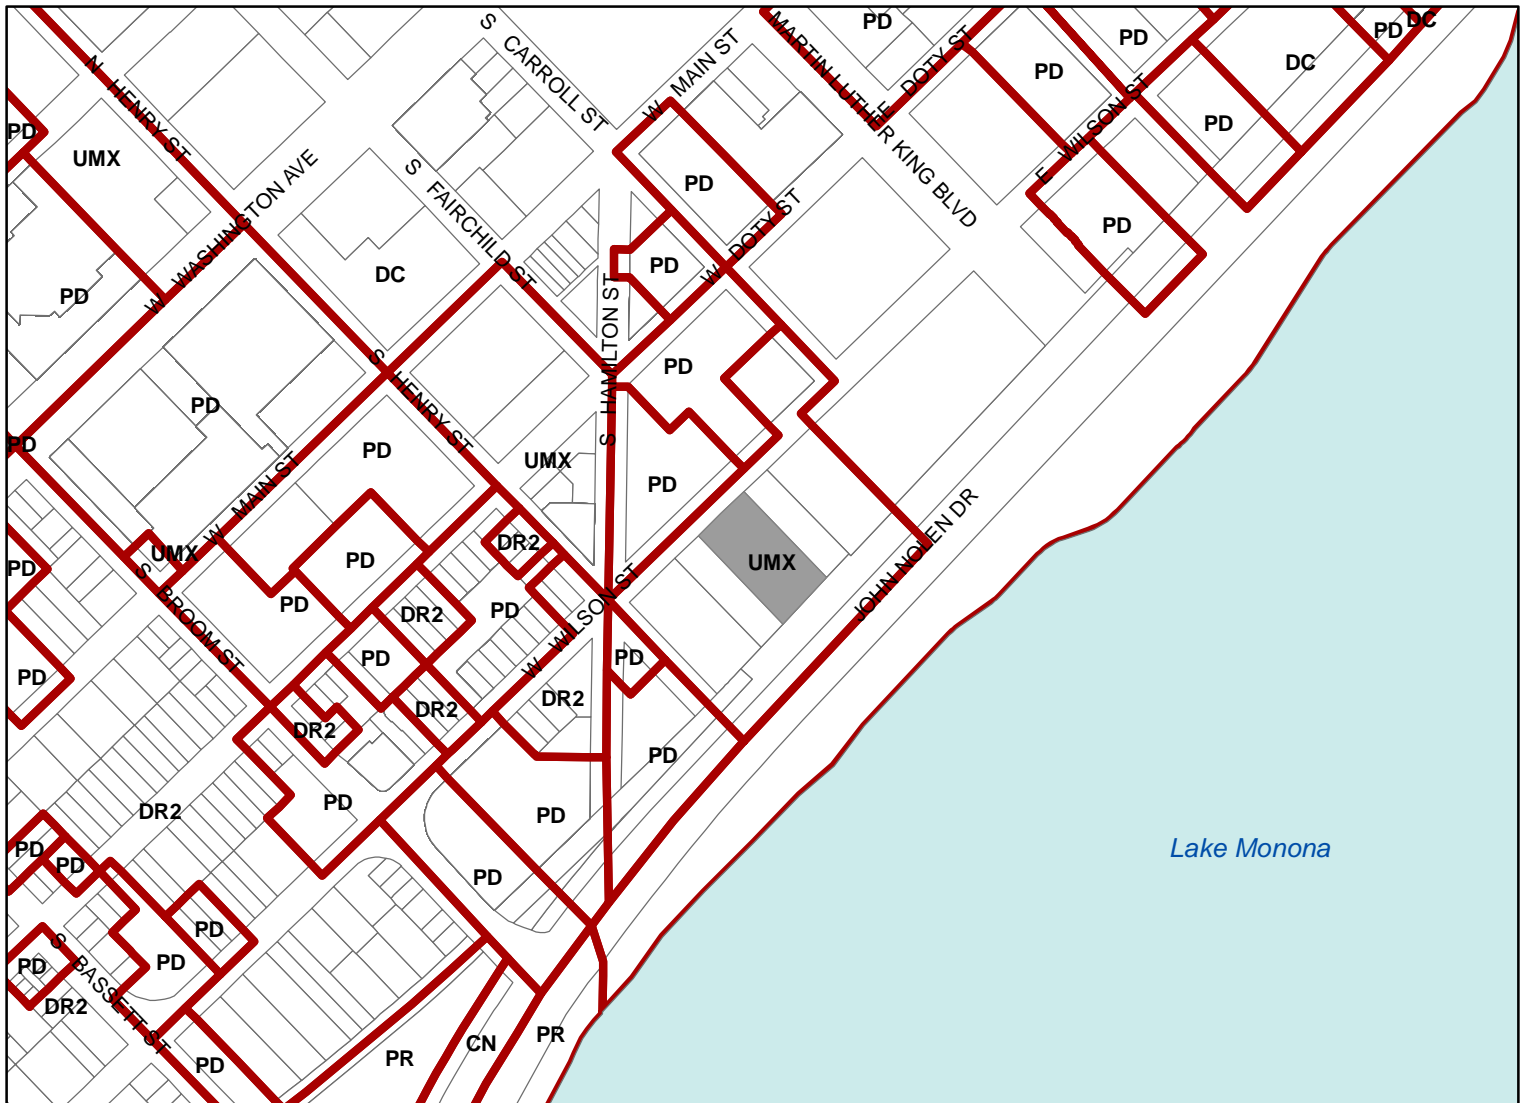 PD
DC
PD
S CARROLL ST
W MAIN ST
MARTIN LUTHER KING BLVD
E DOTY ST
PD
DC
N HENRY ST
PD
E WILSON ST
PD
PD
UMX
W WASHINGTON AVE
S FAIRCHILD ST
PD
W DOTY ST
PD
DC
PD
PD
S HAMILTON ST
S HENRY ST
PD
PD
PD
PD
UMX
PD
W MAIN ST
JOHN NOLEN DR
UMX
DR2
PD
UMX
PD
S BROOM ST
W WILSON ST
PD
DR2
PD
PD
PD
PD
DR2
DR2
DR2
PD
PD
DR2
PD
Lake Monona
PD
PD
PD
PD
S BASSETT ST
PD
PD
DR2
PR
CN
PR
PD